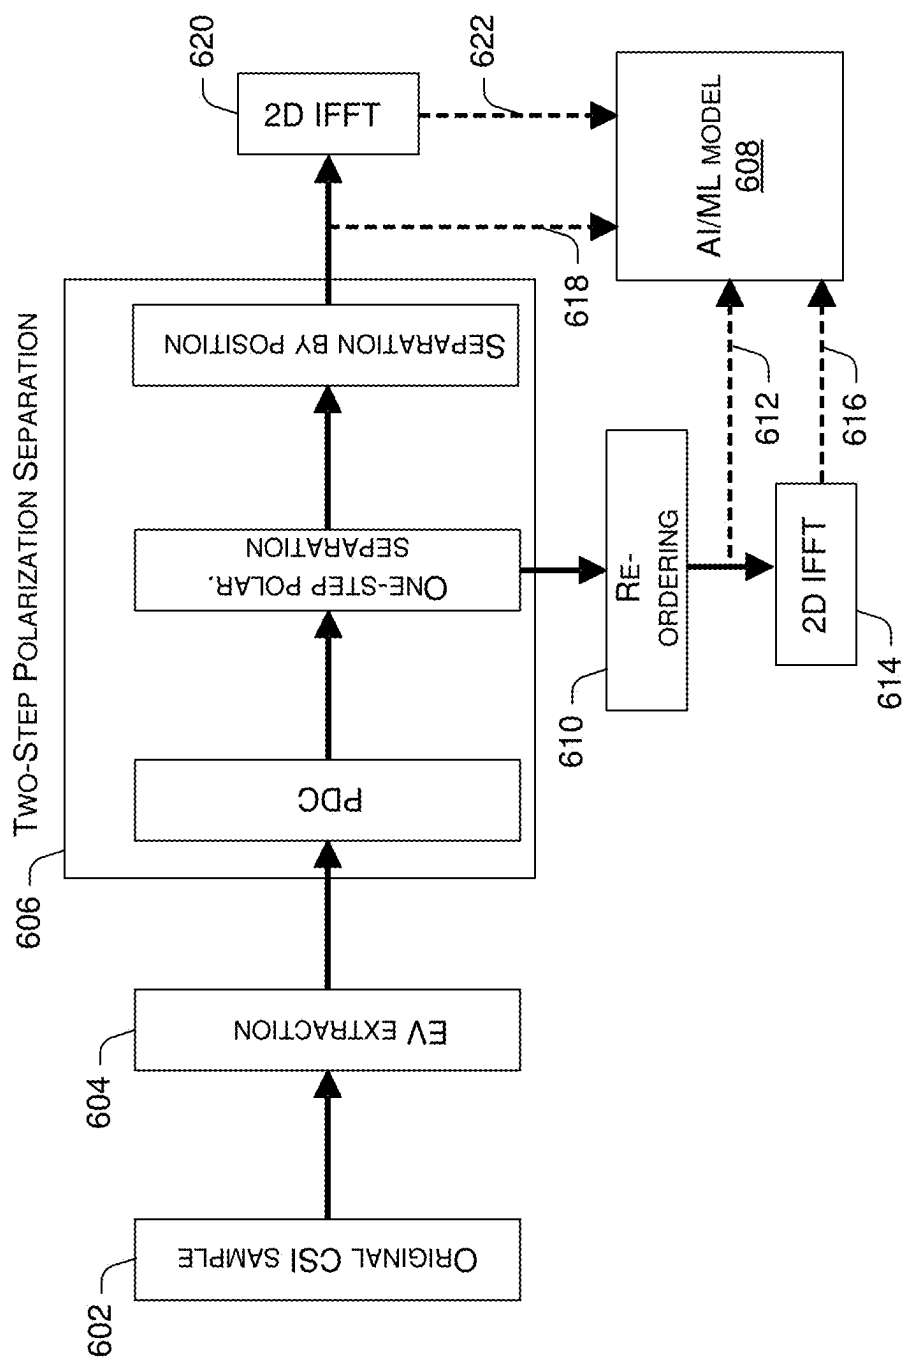 TWO-STEP POLARIZATION SEPARATION
606
602
ORIGINAL CSI SAMPLE
604
EV EXTRACTION
PDC
ONE-STEP POLAR.
SEPARATION
SEPARATION BY POSITION
620
2D IFFT
622
618
610
RE-
ORDERING
612
614
2D IFFT
616
AI/ML MODEL
608